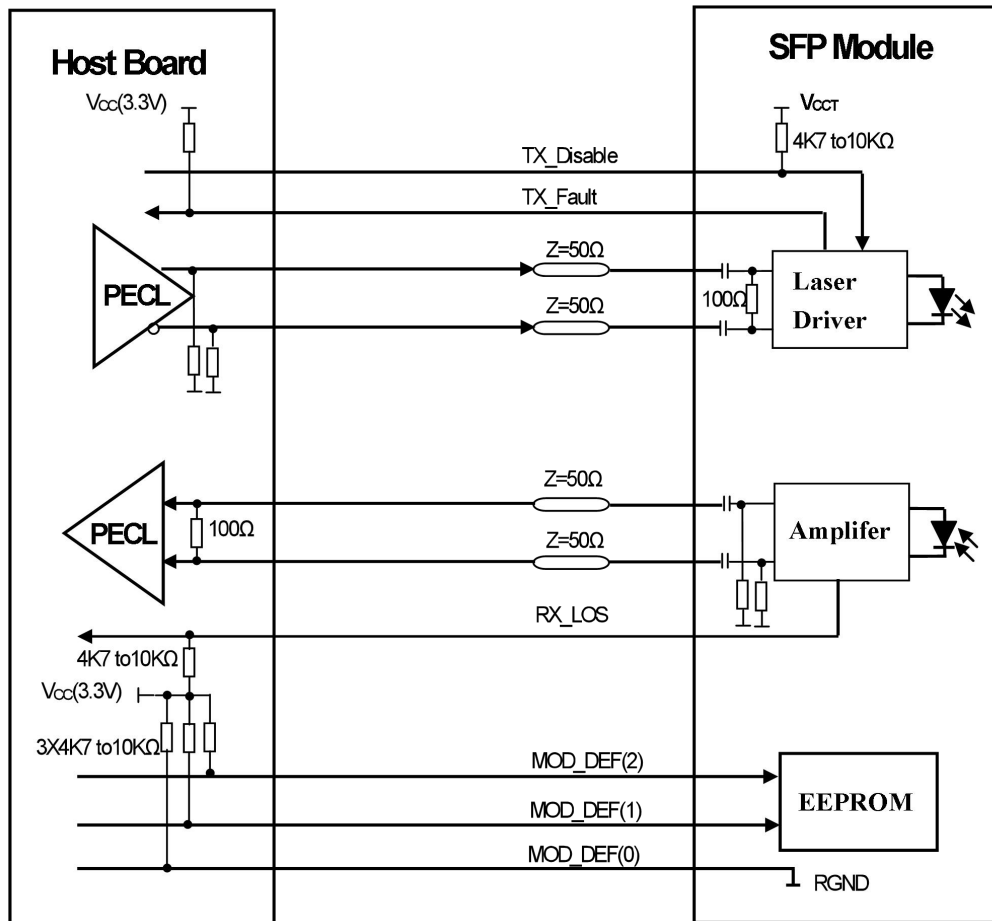 Host Board
SFP Module
VCC(3.3V)
VCCT
4K7 to10KΩ
TX_Disable
TX_Fault
Z=50Ω
PECL
100Ω
Laser
Driver
Z=50Ω
Z=50Ω
PECL
100Ω
Z=50Ω
Amplifer
RX_LOS
4K7 to10KΩ
VCC(3.3V)
3X4K7 to10KΩ
MOD_DEF(2)
EEPROM
MOD_DEF(1)
MOD_DEF(0)
RGND